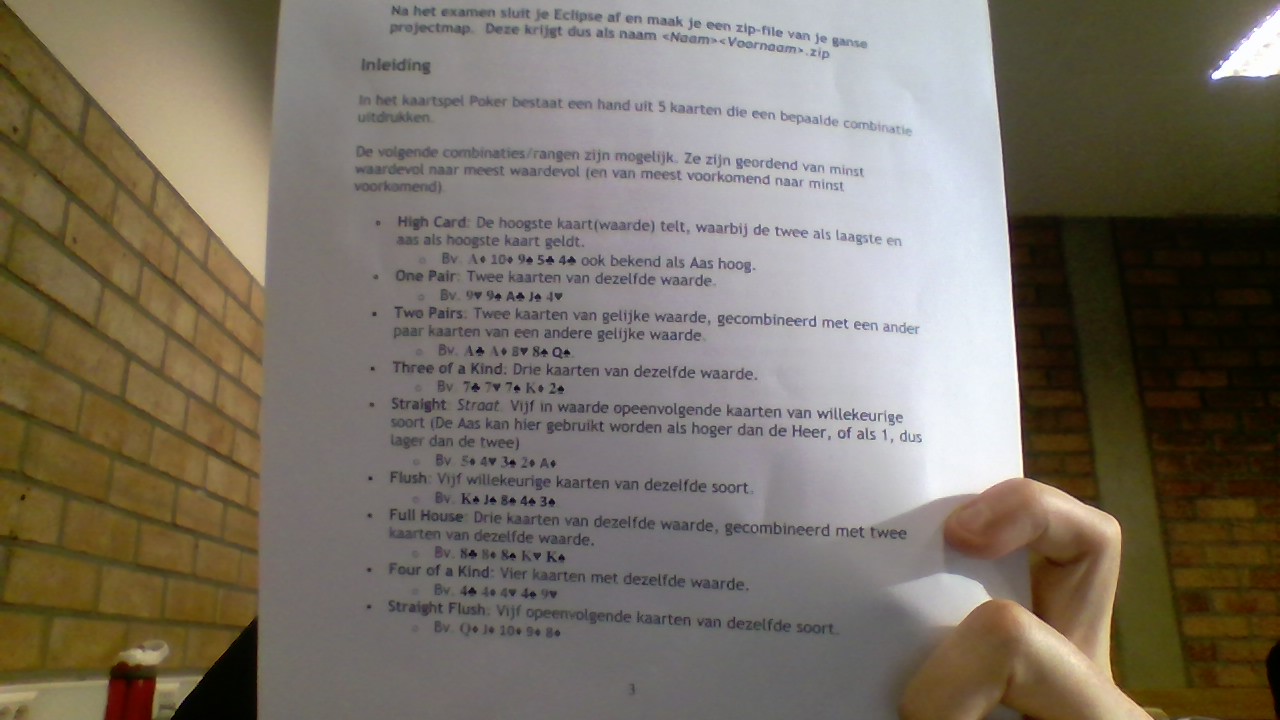 Na het examen sluit je Eclipse af en maak je een zip-file van je ganse
projectmap. Deze krijgt dus als naam <Naam><Voornaam>.zip
Inleiding
In het kaartspel Poker bestaat een hand uit 5 kaarten die een bepaalde combinatie
uitdrukken.
De volgende combinaties/rangen zijn mogelijk. Ze zijn geordend van minst
waardevol naar meest waardevol (en van meest voorkomend naar minst
voorkomend).
• High Card: De hoogste kaart(waarde) telt, waarbij de twee als laagste en
aas als hoogste kaart geldt.
o Bv. A♦ 10♦ 9♠ 5♣ 4♣ ook bekend als Aas hoog.
• One Pair: Twee kaarten van dezelfde waarde.
o Bv. 9♥ 9♠ A♣ J♠ 4♥
• Two Pairs: Twee kaarten van gelijke waarde, gecombineerd met een ander
paar kaarten van een andere gelijke waarde.
o Bv. A♣ A♦ 8♥ 8♠ Q♠.
• Three of a Kind: Drie kaarten van dezelfde waarde.
o Bv. 7♣ 7♥ 7♠ K♦ 2♠
• Straight: Straat. Vijf in waarde opeenvolgende kaarten van willekeurige
soort (De Aas kan hier gebruikt worden als hoger dan de Heer, of als 1, dus
lager dan de twee)
o Bv. 5♦ 4♥ 3♠ 2♦ A♦
• Flush: Vijf willekeurige kaarten van dezelfde soort.
o Bv. K♠ J♠ 8♠ 4♠ 3♠
• Full House: Drie kaarten van dezelfde waarde, gecombineerd met twee
kaarten van dezelfde waarde.
o Bv. 8♣ 8♦ 8♠ K♥ K♠
• Four of a Kind: Vier kaarten met dezelfde waarde.
o Bv. 4♣ 4♦ 4♥ 4♠ 9♥
• Straight Flush: Vijf opeenvolgende kaarten van dezelfde soort.
o Bv. Q♦ J♦ 10♦ 9♦ 8♦
3